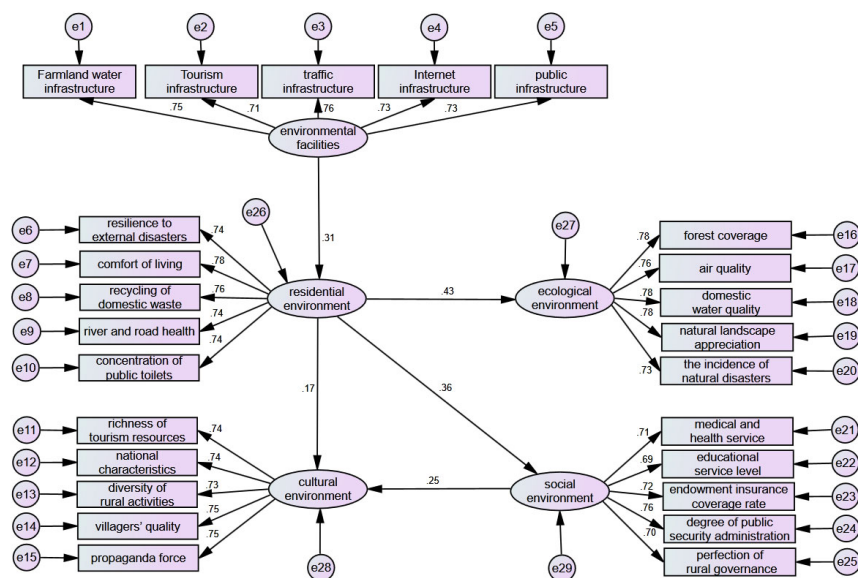 e1
e2
e3
e4
e5
Farmland water
infrastructure
Tourism
infrastructure
traffic
infrastructure
Internet
infrastructure
public
infrastructure
.75
.71
.76
.73
.73
environmental
facilities
.31
e26
e27
e6
resilience to
external disasters
.74
e7
comfort of living
.78
e8
recycling of
domestic waste
.76
e9
river and road health
.74
e10
concentration of
public toilets
.74
residential
environment
.43
ecological
environment
.78
forest coverage
e16
.76
air quality
e17
.78
domestic
water quality
e18
.78
natural landscape
appreciation
e19
.73
the incidence of
natural disasters
e20
.17
.36
e11
richness of
tourism resources
.74
e12
national
characteristics
.74
e13
diversity of
rural activities
.73
e14
villagers' quality
.75
e15
propaganda force
.75
cultural
environment
.25
social
environment
.71
medical and
health service
e21
.69
educational
service level
e22
.72
endowment insurance
coverage rate
e23
.76
degree of public
security administration
e24
.70
perfection of
rural governance
e25
e28
e29